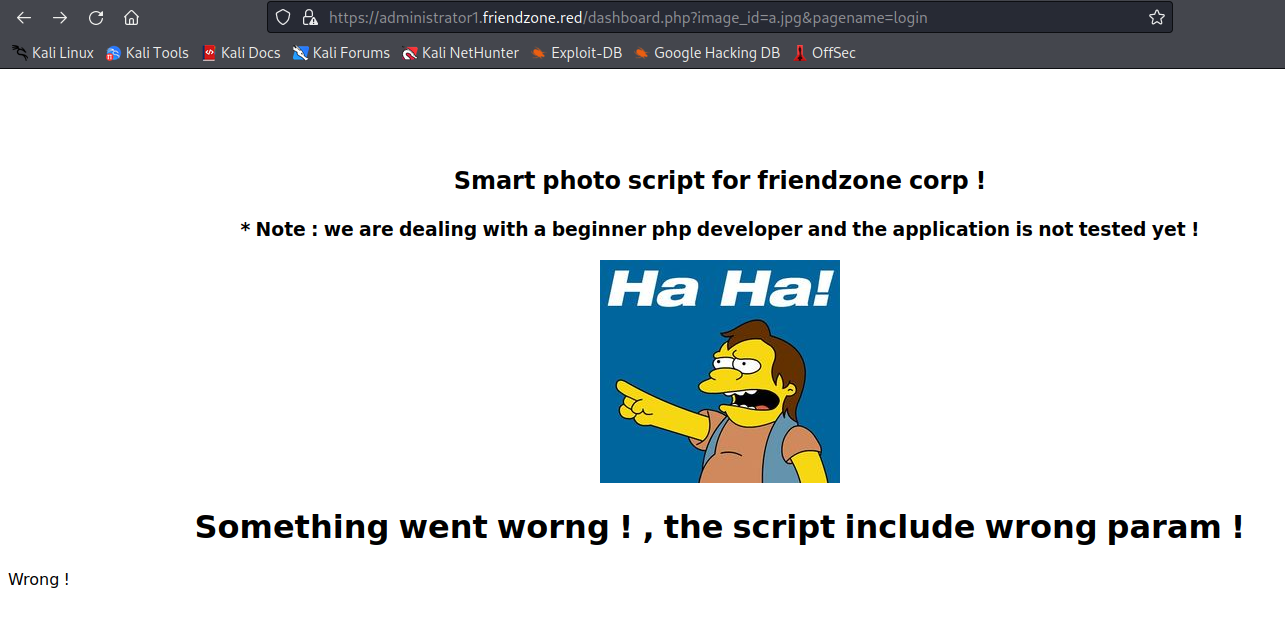 https://administrator1.friendzone.red/dashboard.php?image_id=a.jpg&pagename=login
Kali Linux Kali Tools Kali Docs Kali Forums Kali NetHunter Exploit-DB Google Hacking DB OffSec
Smart photo script for friendzone corp !
* Note : we are dealing with a beginner php developer and the application is not tested yet !
Ha Ha!
Something went worng ! , the script include wrong param !
Wrong !